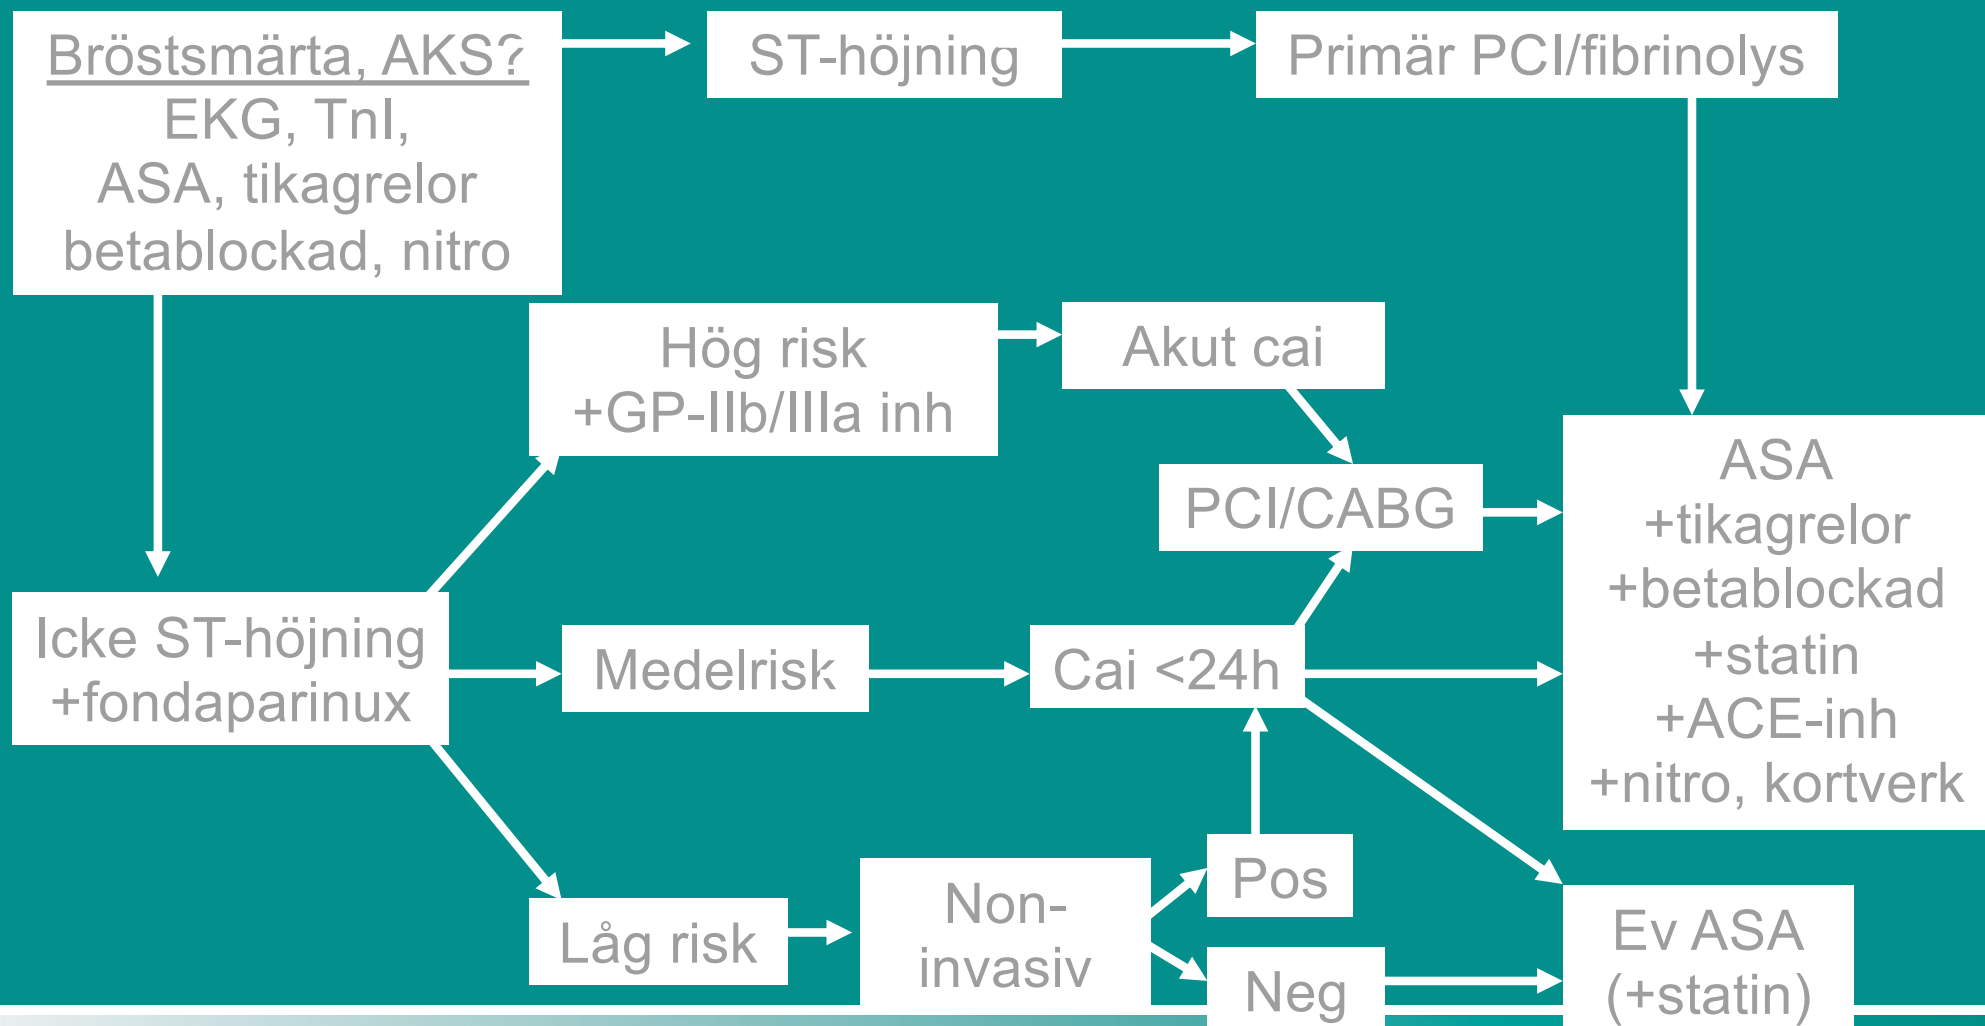 Bröstsmärta, AKS?
EKG, TnI,
ASA, tikagrelor
betablockad, nitro
ST-höjning
Primär PCI/fibrinolys
Hög risk
+GP-IIb/IIIa inh
Akut cai
PCI/CABG
ASA
+tikagrelor
+betablockad
+statin
+ACE-inh
+nitro, kortverk
Icke ST-höjning
+fondaparinux
Medelrisk
Cai <24h
Låg risk
Non-
invasiv
Pos
Neg
Ev ASA
(+statin)